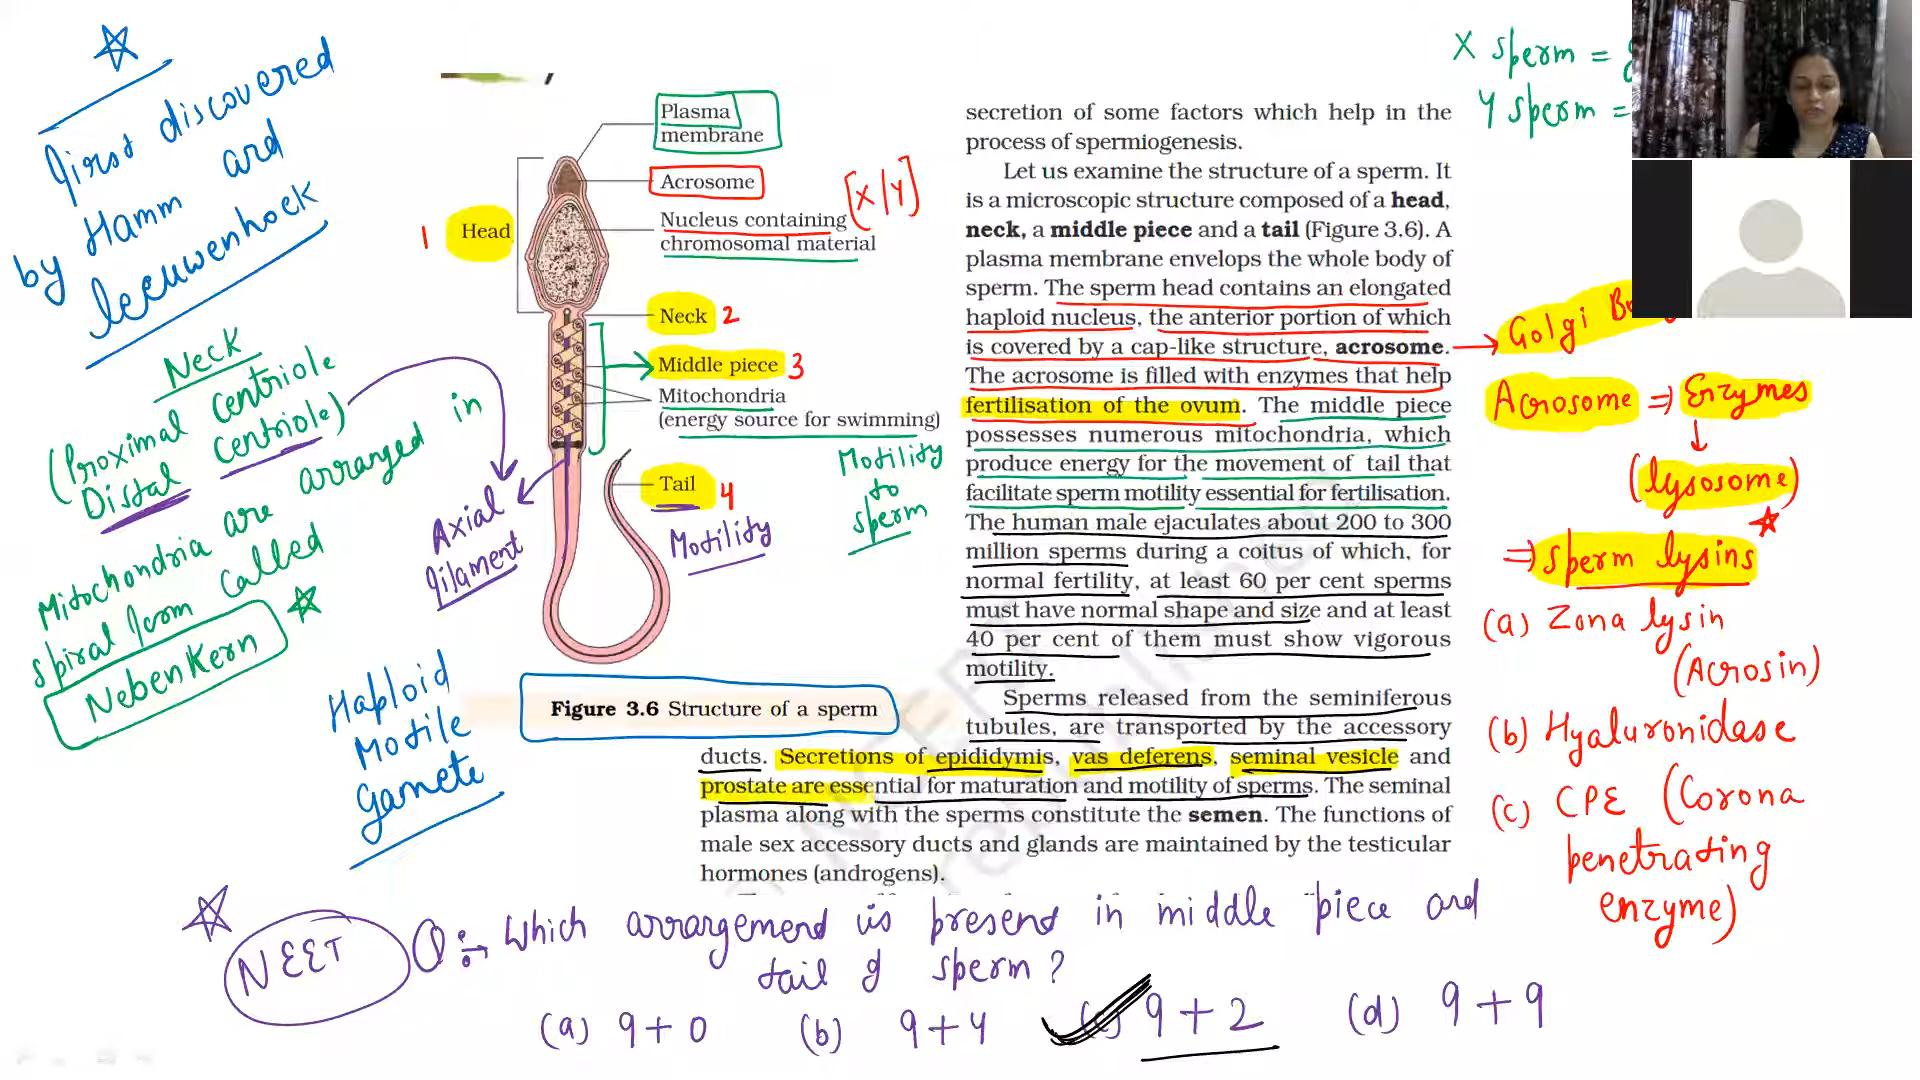 First discovered
by Hamm and
Leeuwenhoek
Neck
(Proximal centriole
Distal centriole)
Mitochondria are arranged in
spiral form called
NebenKern
Haploid
Motile
gamete
Axial
filament
Plasma
membrane
Acrosome
Nucleus containing
chromosomal material
[X/Y]
1 Head
Neck 2
Middle piece 3
Mitochondria
(energy source for swimming)
Motility
to
sperm
Tail 4
Motility
Figure 3.6 Structure of a sperm
secretion of some factors which help in the
process of spermiogenesis.
Let us examine the structure of a sperm. It
is a microscopic structure composed of a head,
neck, a middle piece and a tail (Figure 3.6). A
plasma membrane envelops the whole body of
sperm. The sperm head contains an elongated
haploid nucleus, the anterior portion of which
is covered by a cap-like structure, acrosome.
The acrosome is filled with enzymes that help
fertilisation of the ovum. The middle piece
possesses numerous mitochondria, which
produce energy for the movement of tail that
facilitate sperm motility essential for fertilisation.
The human male ejaculates about 200 to 300
million sperms during a coitus of which, for
normal fertility, at least 60 per cent sperms
must have normal shape and size and at least
40 per cent of them must show vigorous
motility.
Sperms released from the seminiferous
tubules, are transported by the accessory
ducts. Secretions of epididymis, vas deferens, seminal vesicle and
prostate are essential for maturation and motility of sperms. The seminal
plasma along with the sperms constitute the semen. The functions of
male sex accessory ducts and glands are maintained by the testicular
hormones (androgens).
X sperm =
Y sperm =
→ Golgi
Acrosome ⇒ Enzymes
↓
(lysosome)
⇒ sperm lysins
(a) Zona lysin
(Acrosin)
(b) Hyaluronidase
(c) CPE (Corona
penetrating
enzyme)
NEET Q:→ Which arrangement is present in middle piece and
tail of sperm?
(a) 9+0 (b) 9+4 (c) 9+2 (d) 9+9